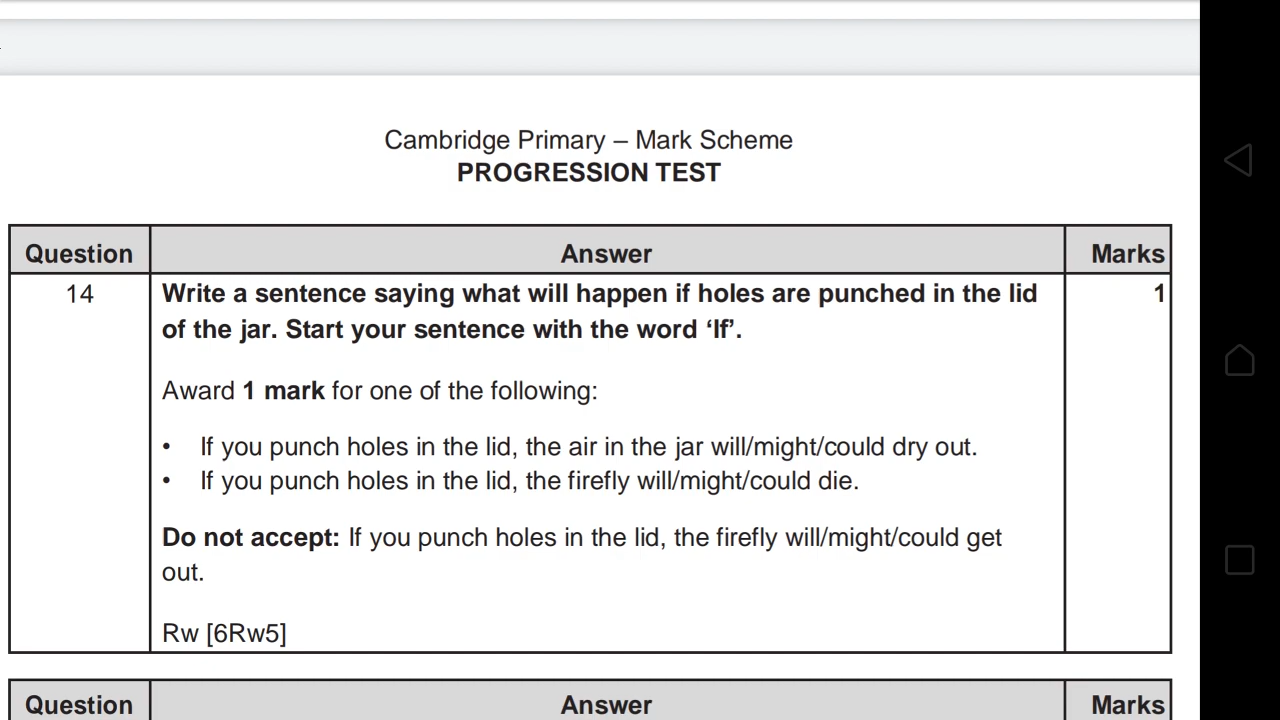 Cambridge Primary – Mark Scheme
PROGRESSION TEST
Question Answer Marks
14 Write a sentence saying what will happen if holes are punched in the lid 1
of the jar. Start your sentence with the word ‘If’.
Award 1 mark for one of the following:
• If you punch holes in the lid, the air in the jar will/might/could dry out.
• If you punch holes in the lid, the firefly will/might/could die.
Do not accept: If you punch holes in the lid, the firefly will/might/could get
out.
Rw [6Rw5]
Question Answer Marks